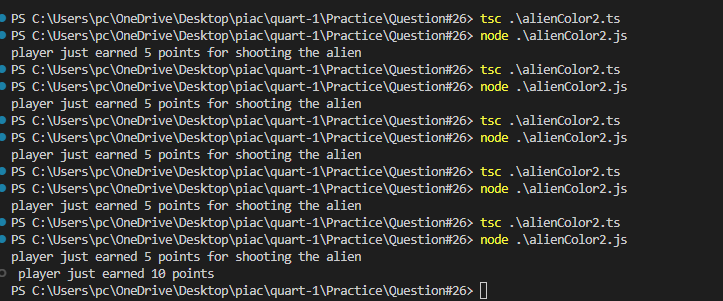 PS C:\Users\pc\OneDrive\Desktop\piac\quart-1\Practice\Question#26> tsc .\alienColor2.ts
PS C:\Users\pc\OneDrive\Desktop\piac\quart-1\Practice\Question#26> node .\alienColor2.js
player just earned 5 points for shooting the alien
PS C:\Users\pc\OneDrive\Desktop\piac\quart-1\Practice\Question#26> tsc .\alienColor2.ts
PS C:\Users\pc\OneDrive\Desktop\piac\quart-1\Practice\Question#26> node .\alienColor2.js
player just earned 5 points for shooting the alien
PS C:\Users\pc\OneDrive\Desktop\piac\quart-1\Practice\Question#26> tsc .\alienColor2.ts
PS C:\Users\pc\OneDrive\Desktop\piac\quart-1\Practice\Question#26> node .\alienColor2.js
player just earned 5 points for shooting the alien
PS C:\Users\pc\OneDrive\Desktop\piac\quart-1\Practice\Question#26> tsc .\alienColor2.ts
PS C:\Users\pc\OneDrive\Desktop\piac\quart-1\Practice\Question#26> node .\alienColor2.js
player just earned 5 points for shooting the alien
PS C:\Users\pc\OneDrive\Desktop\piac\quart-1\Practice\Question#26> tsc .\alienColor2.ts
PS C:\Users\pc\OneDrive\Desktop\piac\quart-1\Practice\Question#26> node .\alienColor2.js
player just earned 5 points for shooting the alien
 player just earned 10 points
PS C:\Users\pc\OneDrive\Desktop\piac\quart-1\Practice\Question#26>